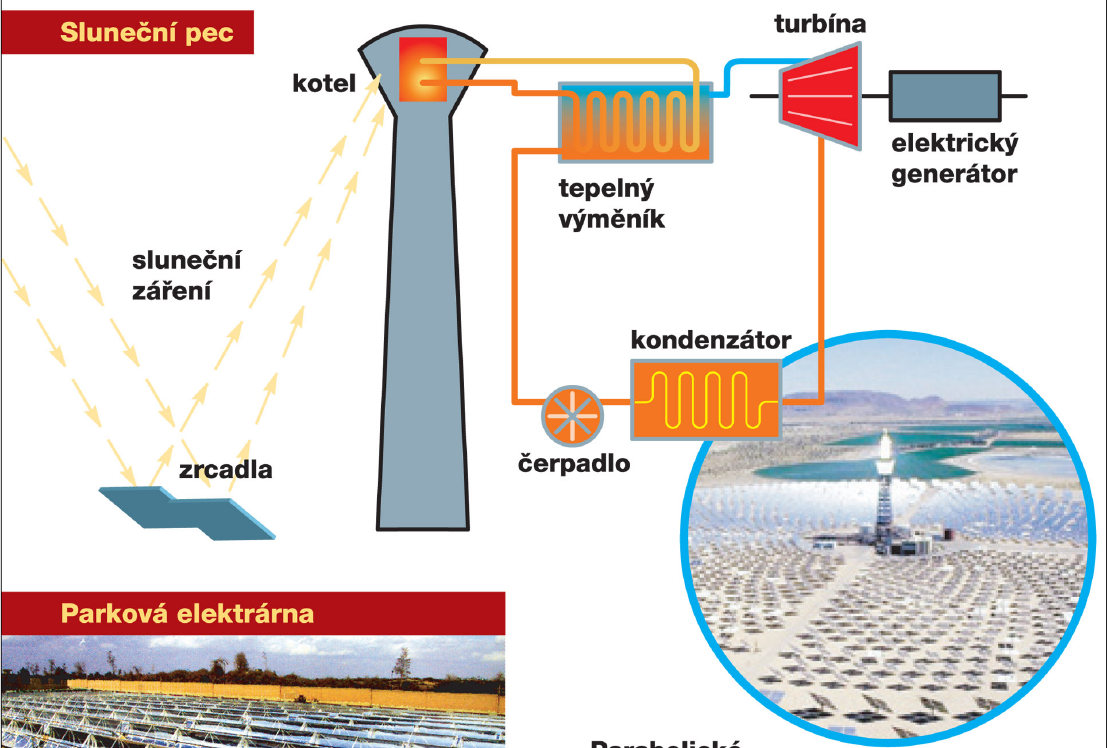 Sluneční pec
turbína
kotel
elektrický
generátor
tepelný
výměník
sluneční
záření
kondenzátor
zrcadla
čerpadlo
Parková elektrárna